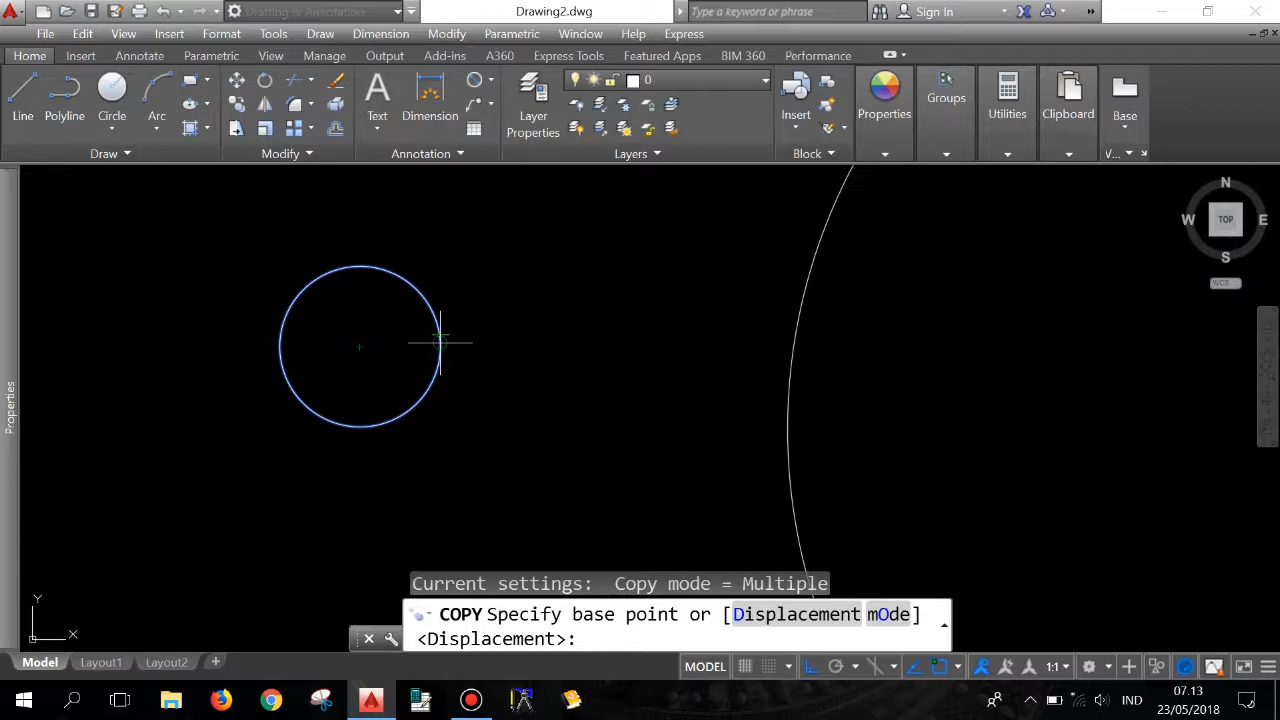 Drafting & Annotation
Drawing2.dwg
Type a keyword or phrase
Sign In
File Edit View Insert Format Tools Draw Dimension Modify Parametric Window Help Express
Home Insert Annotate Parametric View Manage Output Add-ins A360 Express Tools Featured Apps BIM 360 Performance
0
Line Polyline Circle Arc
Text Dimension
Layer
Properties
Insert
Properties Groups Utilities Clipboard Base
Draw Modify Annotation Layers Block V...
N
W TOP E
S
WCS
Properties
Current settings: Copy mode = Multiple
COPY Specify base point or [Displacement mOde]
<Displacement>:
Y
X
Model Layout1 Layout2 +
MODEL 1:1
IND
07.13
23/05/2018